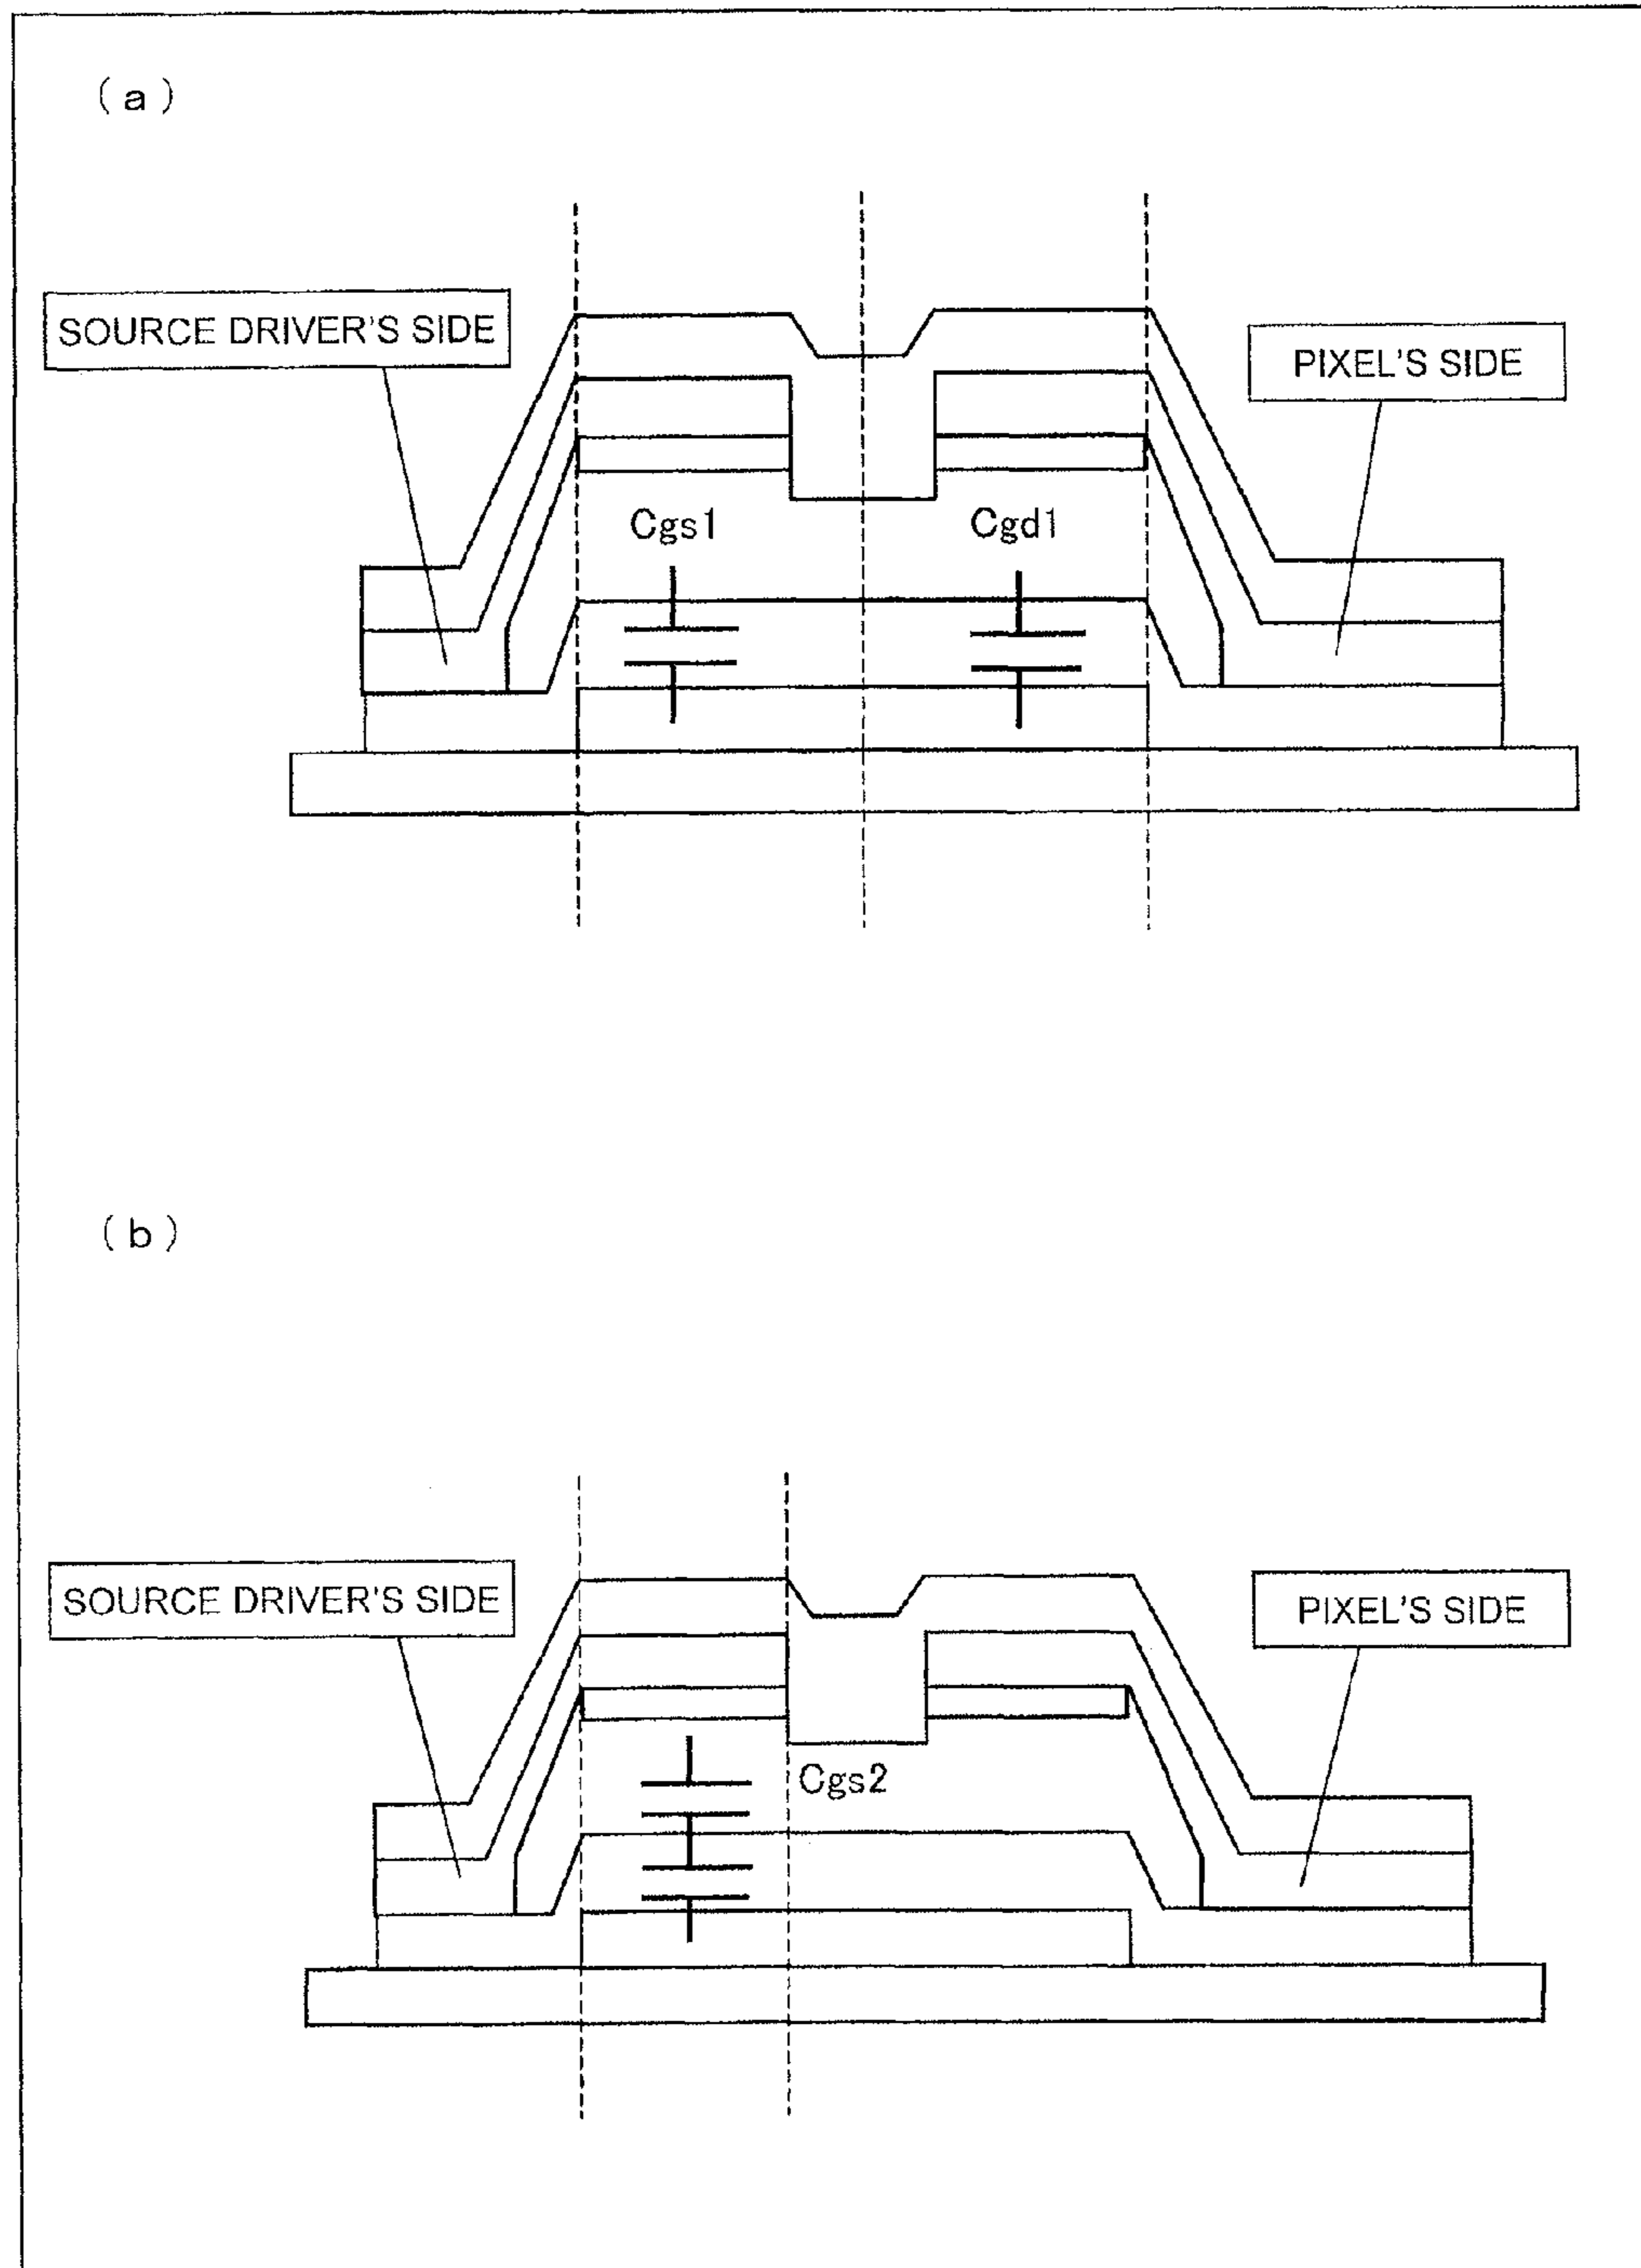 ( a )
SOURCE DRIVER'S SIDE
PIXEL'S SIDE
Cgs1
Cgd1
( b )
SOURCE DRIVER'S SIDE
PIXEL'S SIDE
Cgs2